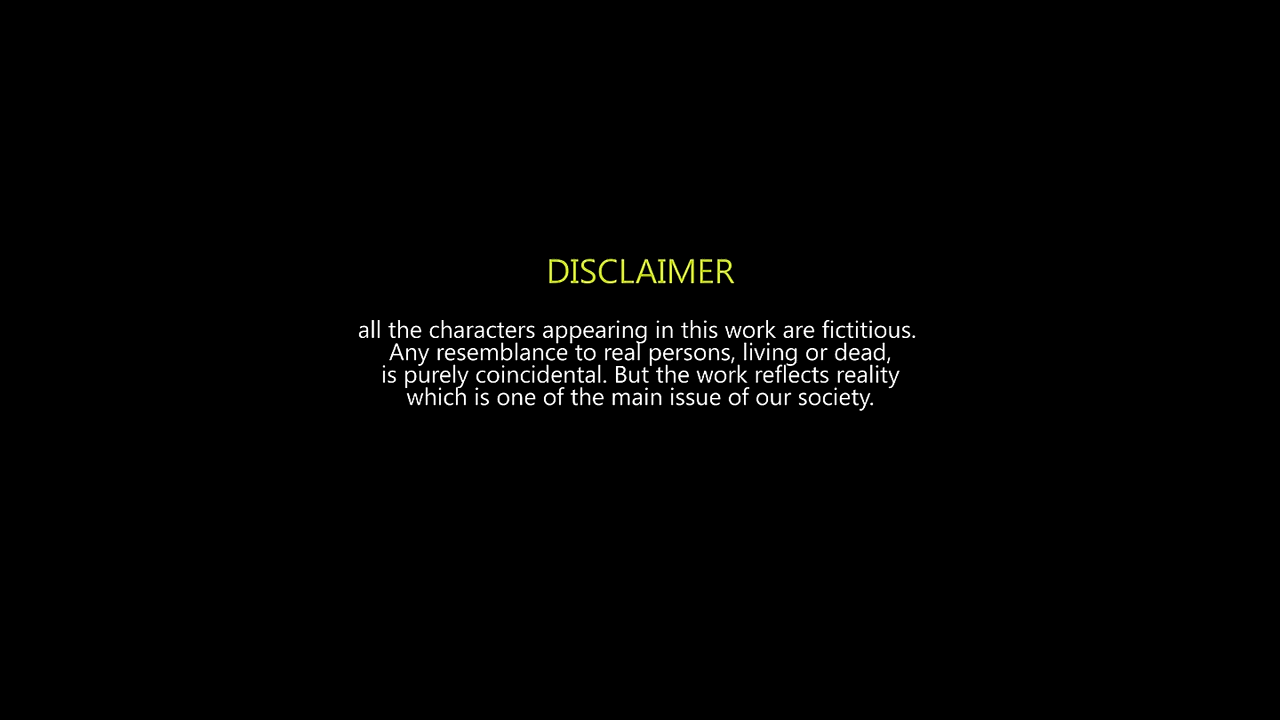 DISCLAIMER
all the characters appearing in this work are fictitious.
Any resemblance to real persons, living or dead,
is purely coincidental. But the work reflects reality
which is one of the main issue of our society.